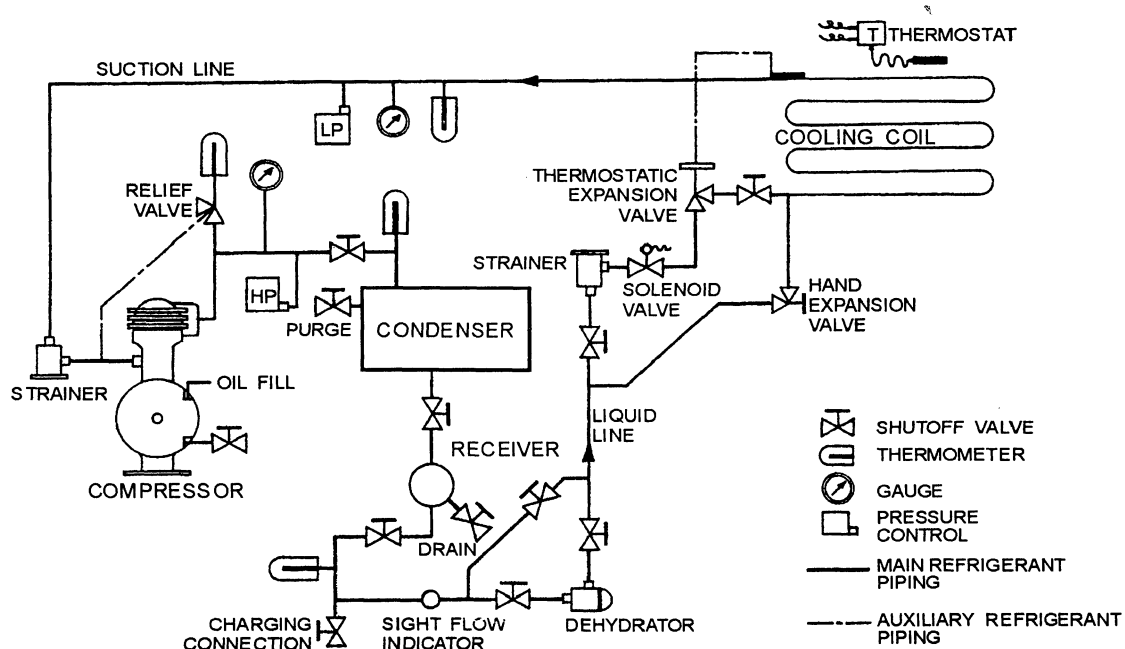 T THERMOSTAT
SUCTION LINE
LP
COOLING COIL
THERMOSTATIC
EXPANSION
VALVE
RELIEF
VALVE
STRAINER
SOLENOID
VALVE
HAND
EXPANSION
VALVE
HP
PURGE
CONDENSER
STRAINER
OIL FILL
COMPRESSOR
LIQUID
LINE
RECEIVER
DRAIN
CHARGING
CONNECTION
SIGHT FLOW
INDICATOR
DEHYDRATOR
SHUTOFF VALVE
THERMOMETER
GAUGE
PRESSURE
CONTROL
MAIN REFRIGERANT
PIPING
AUXILIARY REFRIGERANT
PIPING